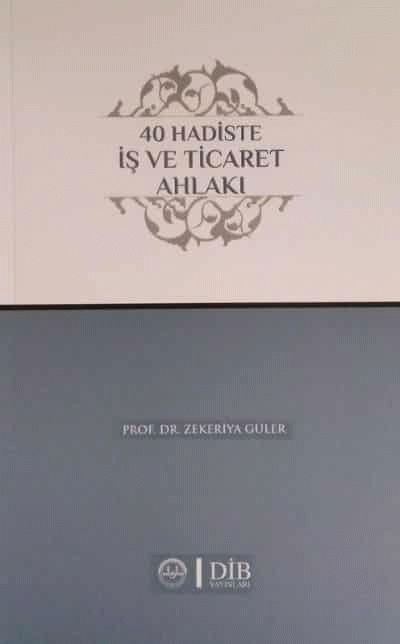 40 HADİSTE
İŞ VE TİCARET
AHLAKI
PROF. DR. ZEKERİYA GÜLER
DİB
YAYINLARI